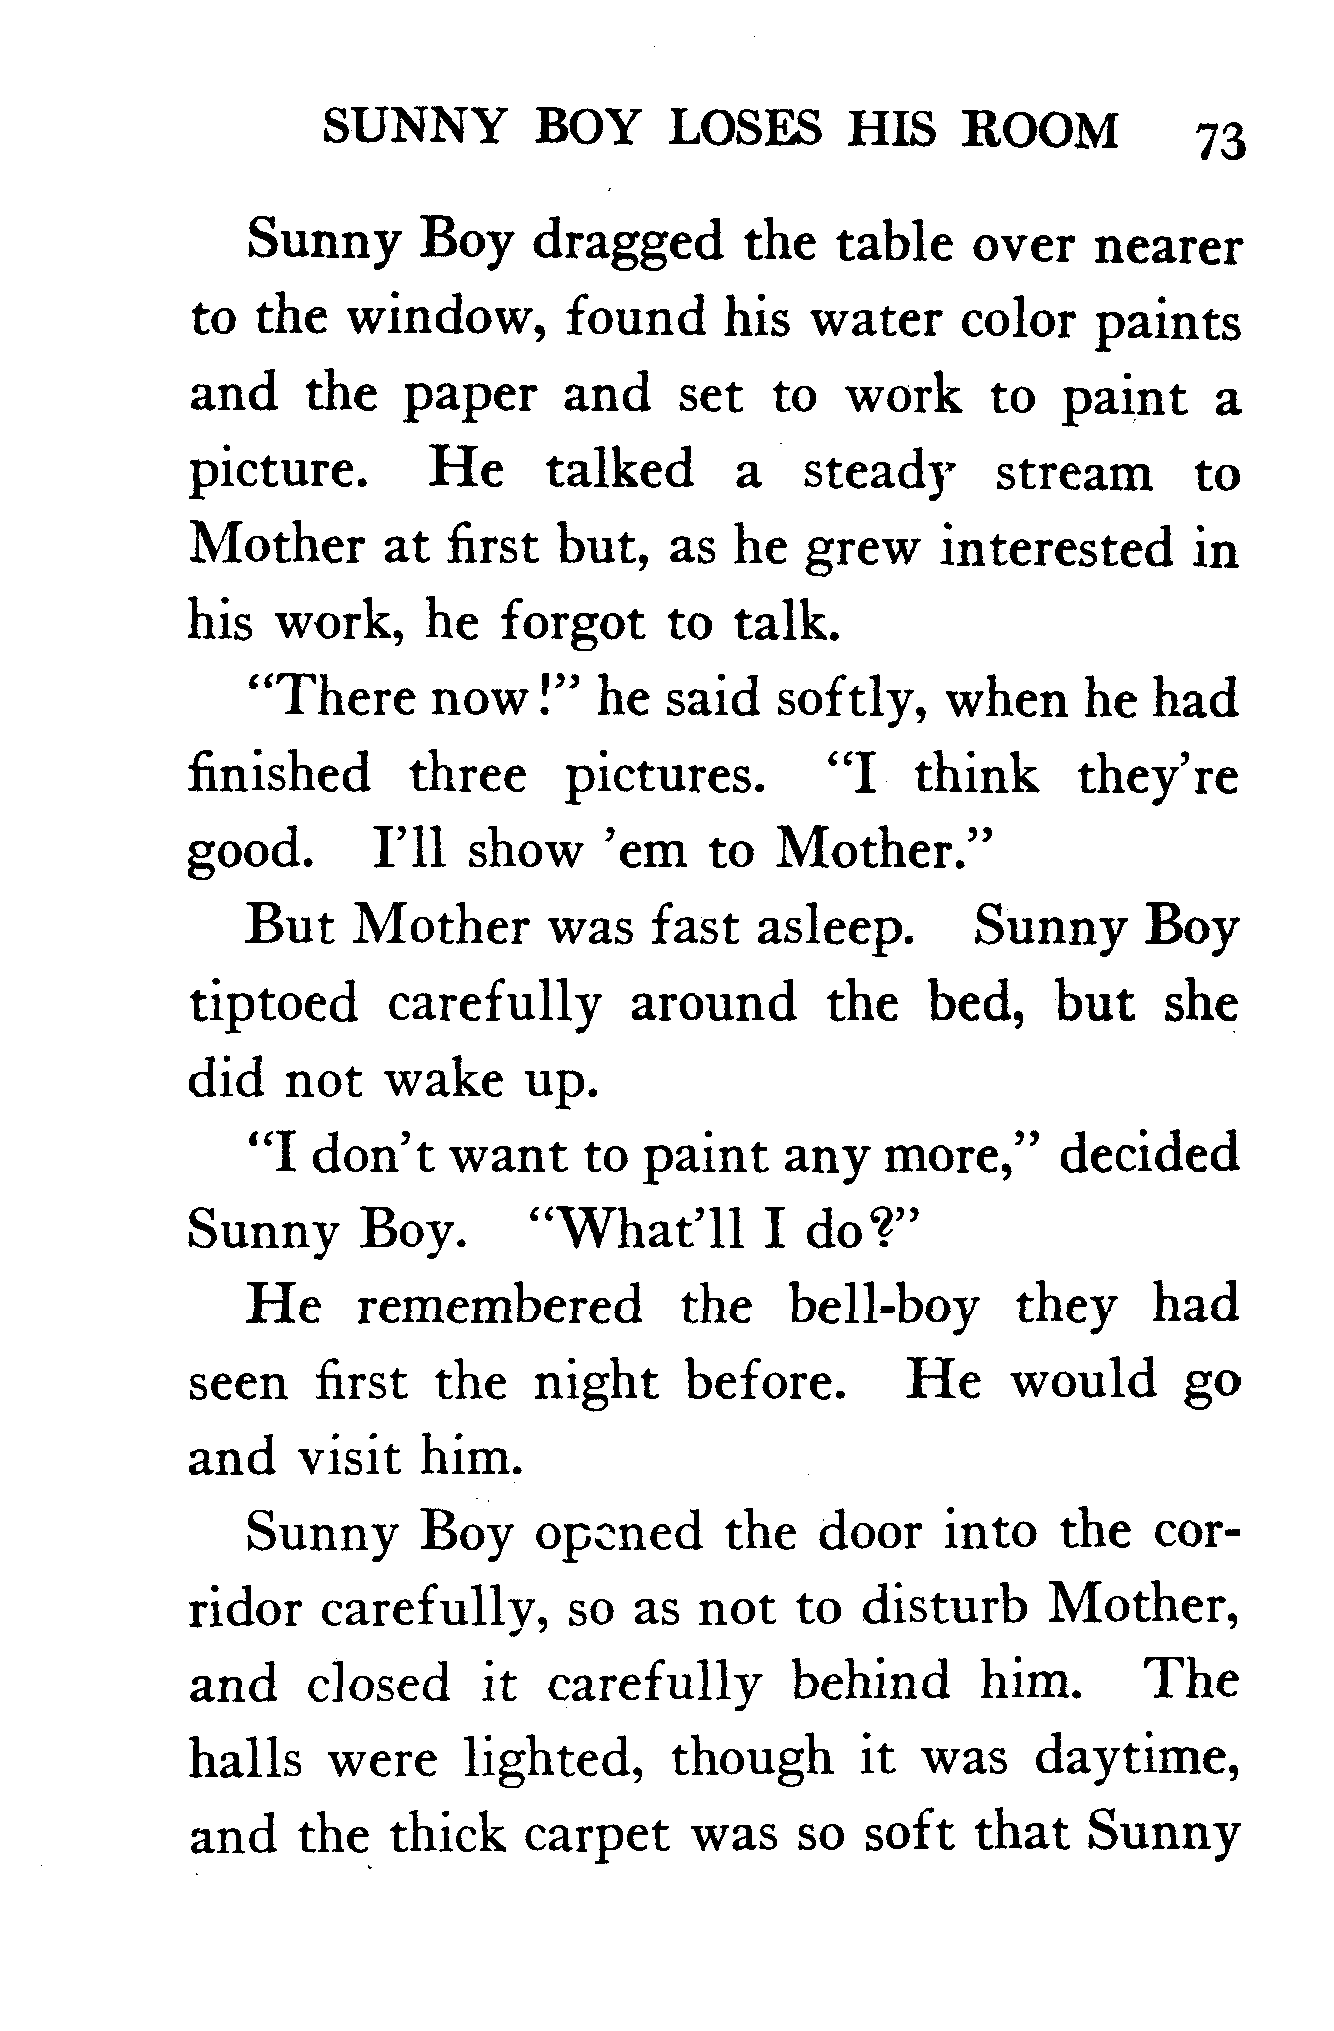 SUNNY BOY LOSES HIS ROOM 73
Sunny Boy dragged the table over nearer
to the window, found his water color paints
and the paper and set to work to paint a
picture. He talked a steady stream to
Mother at first but, as he grew interested in
his work, he forgot to talk.
“There now!” he said softly, when he had
finished three pictures. “I think they’re
good. I’ll show ’em to Mother.”
But Mother was fast asleep. Sunny Boy
tiptoed carefully around the bed, but she
did not wake up.
“I don’t want to paint any more,” decided
Sunny Boy. “What’ll I do?”
He remembered the bell-boy they had
seen first the night before. He would go
and visit him.
Sunny Boy opened the door into the cor-
ridor carefully, so as not to disturb Mother,
and closed it carefully behind him. The
halls were lighted, though it was daytime,
and the thick carpet was so soft that Sunny